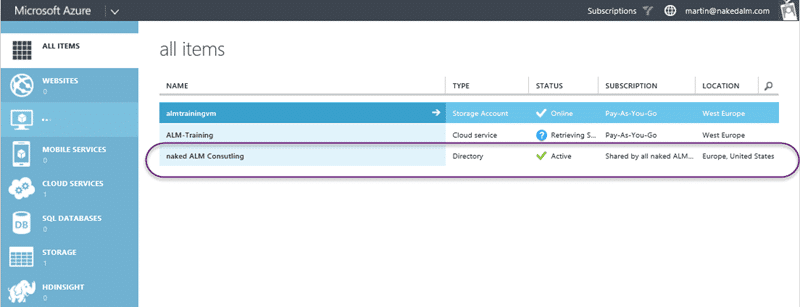 Microsoft Azure
Subscriptions
martin@nakedalm.com
ALL ITEMS
WEBSITES
0
MOBILE SERVICES
0
CLOUD SERVICES
1
SQL DATABASES
0
STORAGE
1
HDINSIGHT
0
all items
NAME TYPE STATUS SUBSCRIPTION LOCATION
almtrainingvm Storage Account Online Pay-As-You-Go West Europe
ALM-Training Cloud service Retrieving S... Pay-As-You-Go West Europe
naked ALM Consutling Directory Active Shared by all naked ALM... Europe, United States
DB